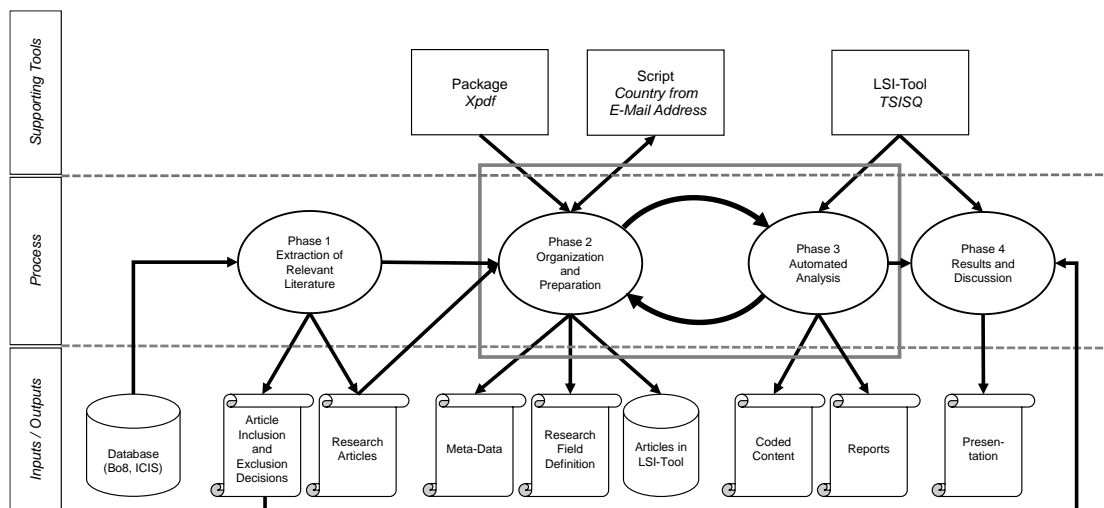 Supporting Tools
Package
Xpdf
Script
Country from
E-Mail Address
LSI-Tool
TSISQ
Process
Phase 1
Extraction of
Relevant
Literature
Phase 2
Organization
and
Preparation
Phase 3
Automated
Analysis
Phase 4
Results and
Discussion
Inputs / Outputs
Database
(Bo8, ICIS)
Article
Inclusion
and
Exclusion
Decisions
Research
Articles
Meta-Data
Research
Field
Definition
Articles in
LSI-Tool
Coded
Content
Reports
Presen-
tation